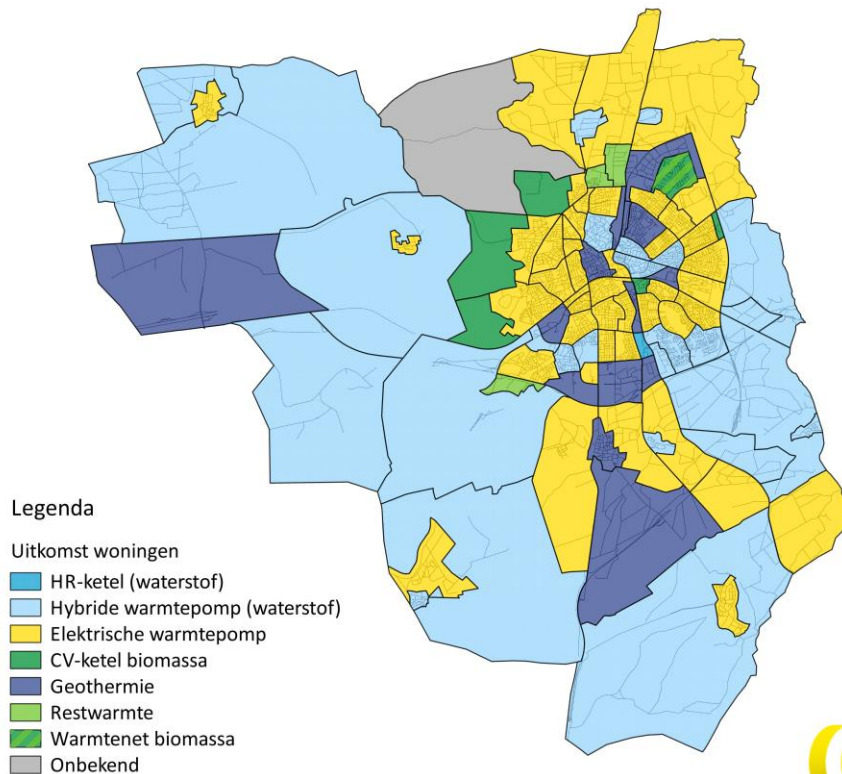 Legenda
Uitkomst woningen
HR-ketel (waterstof)
Hybride warmtepomp (waterstof)
Elektrische warmtepomp
CV-ketel biomassa
Geothermie
Restwarmte
Warmtenet biomassa
Onbekend